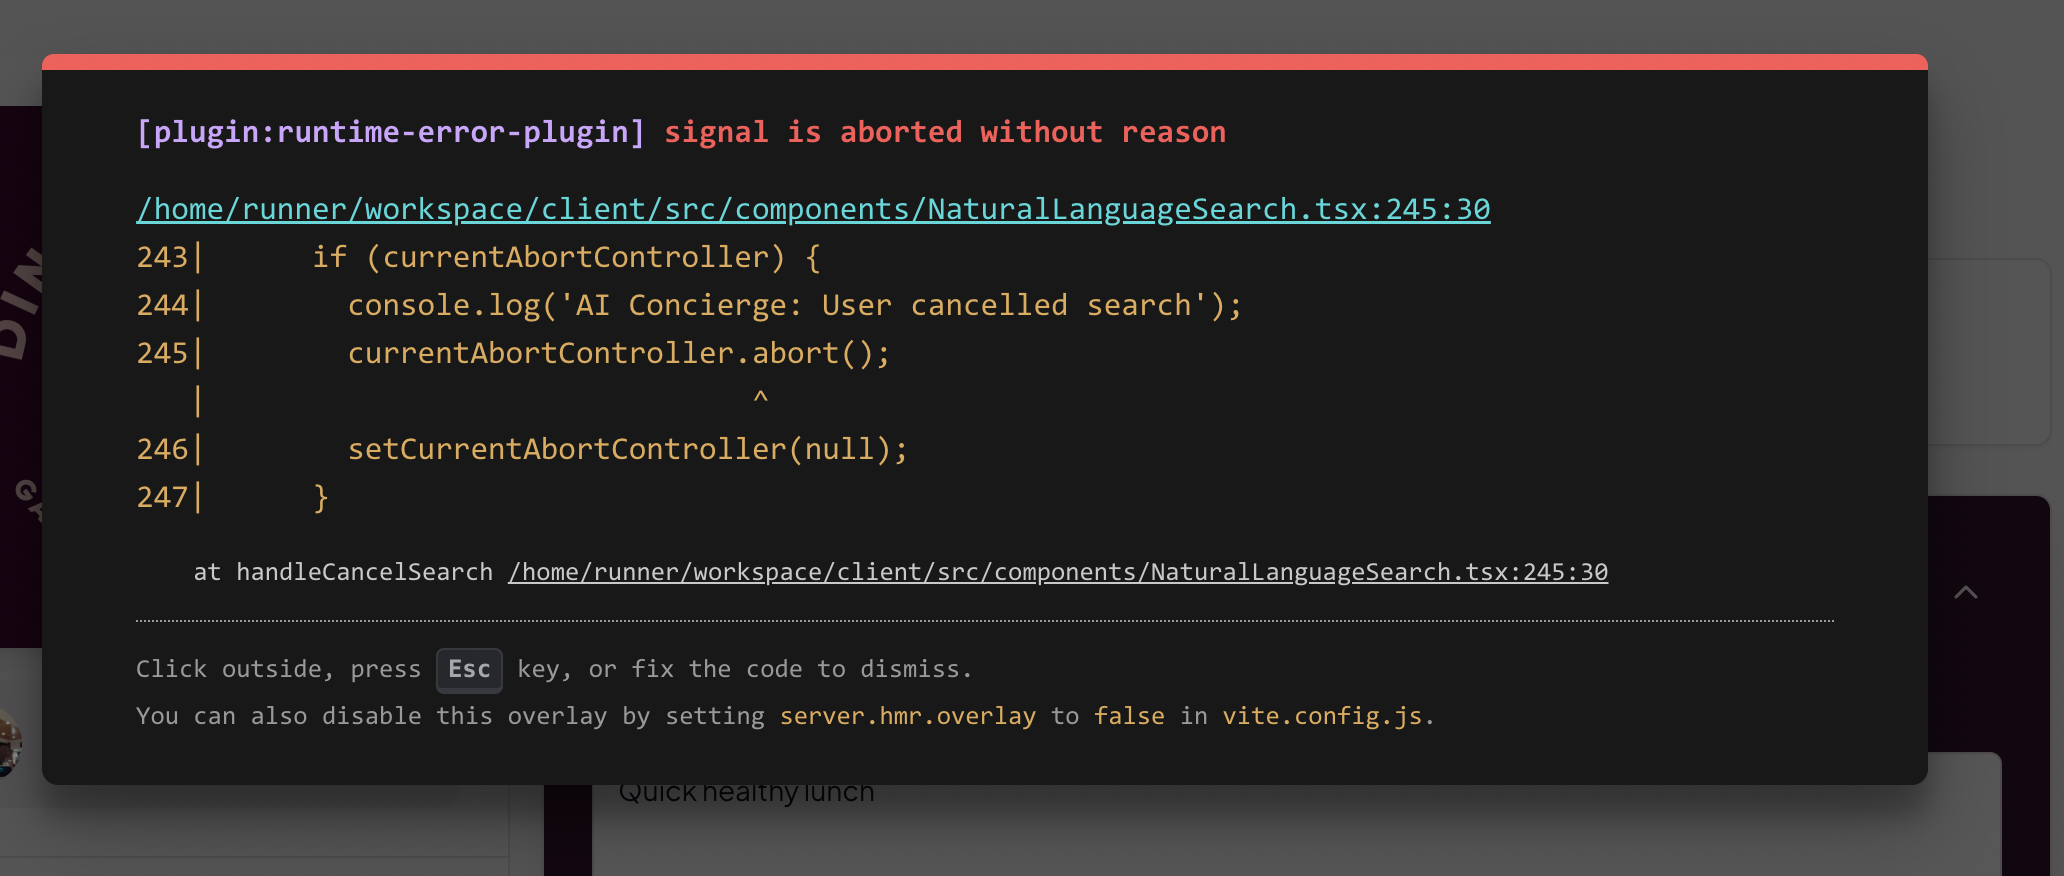 [plugin:runtime-error-plugin] signal is aborted without reason
/home/runner/workspace/client/src/components/NaturalLanguageSearch.tsx:245:30
243|      if (currentAbortController) {
244|        console.log('AI Concierge: User cancelled search');
245|        currentAbortController.abort();
   |                               ^
246|        setCurrentAbortController(null);
247|      }
at handleCancelSearch /home/runner/workspace/client/src/components/NaturalLanguageSearch.tsx:245:30
Click outside, press Esc key, or fix the code to dismiss.
You can also disable this overlay by setting server.hmr.overlay to false in vite.config.js.
DIN
GA
Quick healthy lunch